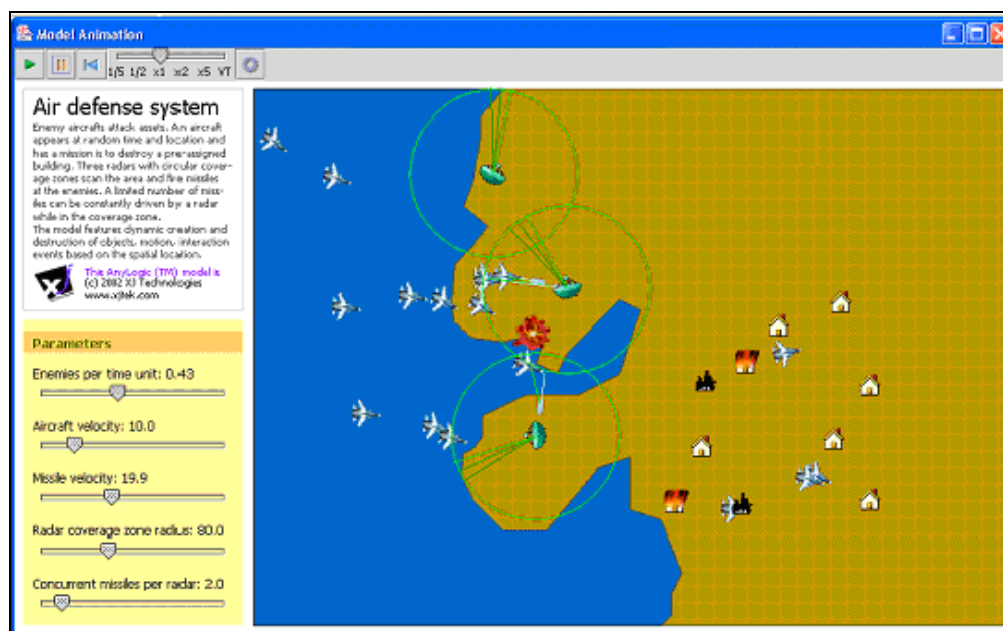 Model Animation
1/5 1/2 x1 x2 x5 VT
Air defense system
Enemy aircrafts attack assets. An aircraft
appears at random time and location and
has a mission is to destroy a pre-assigned
building. Three radars with circular cover-
age zones scan the area and fire missiles
at the enemies. A limited number of miss-
iles can be constantly driven by a radar
while in the coverage zone.
The model features dynamic creation and
destruction of objects, motion, interaction
events based on the spatial location.
This AnyLogic (TM) model is
(c) 2002 XJ Technologies
www.xjtek.com
Parameters
Enemies per time unit: 0.43
Aircraft velocity: 10.0
Missile velocity: 19.9
Radar coverage zone radius: 80.0
Concurrent missiles per radar: 2.0